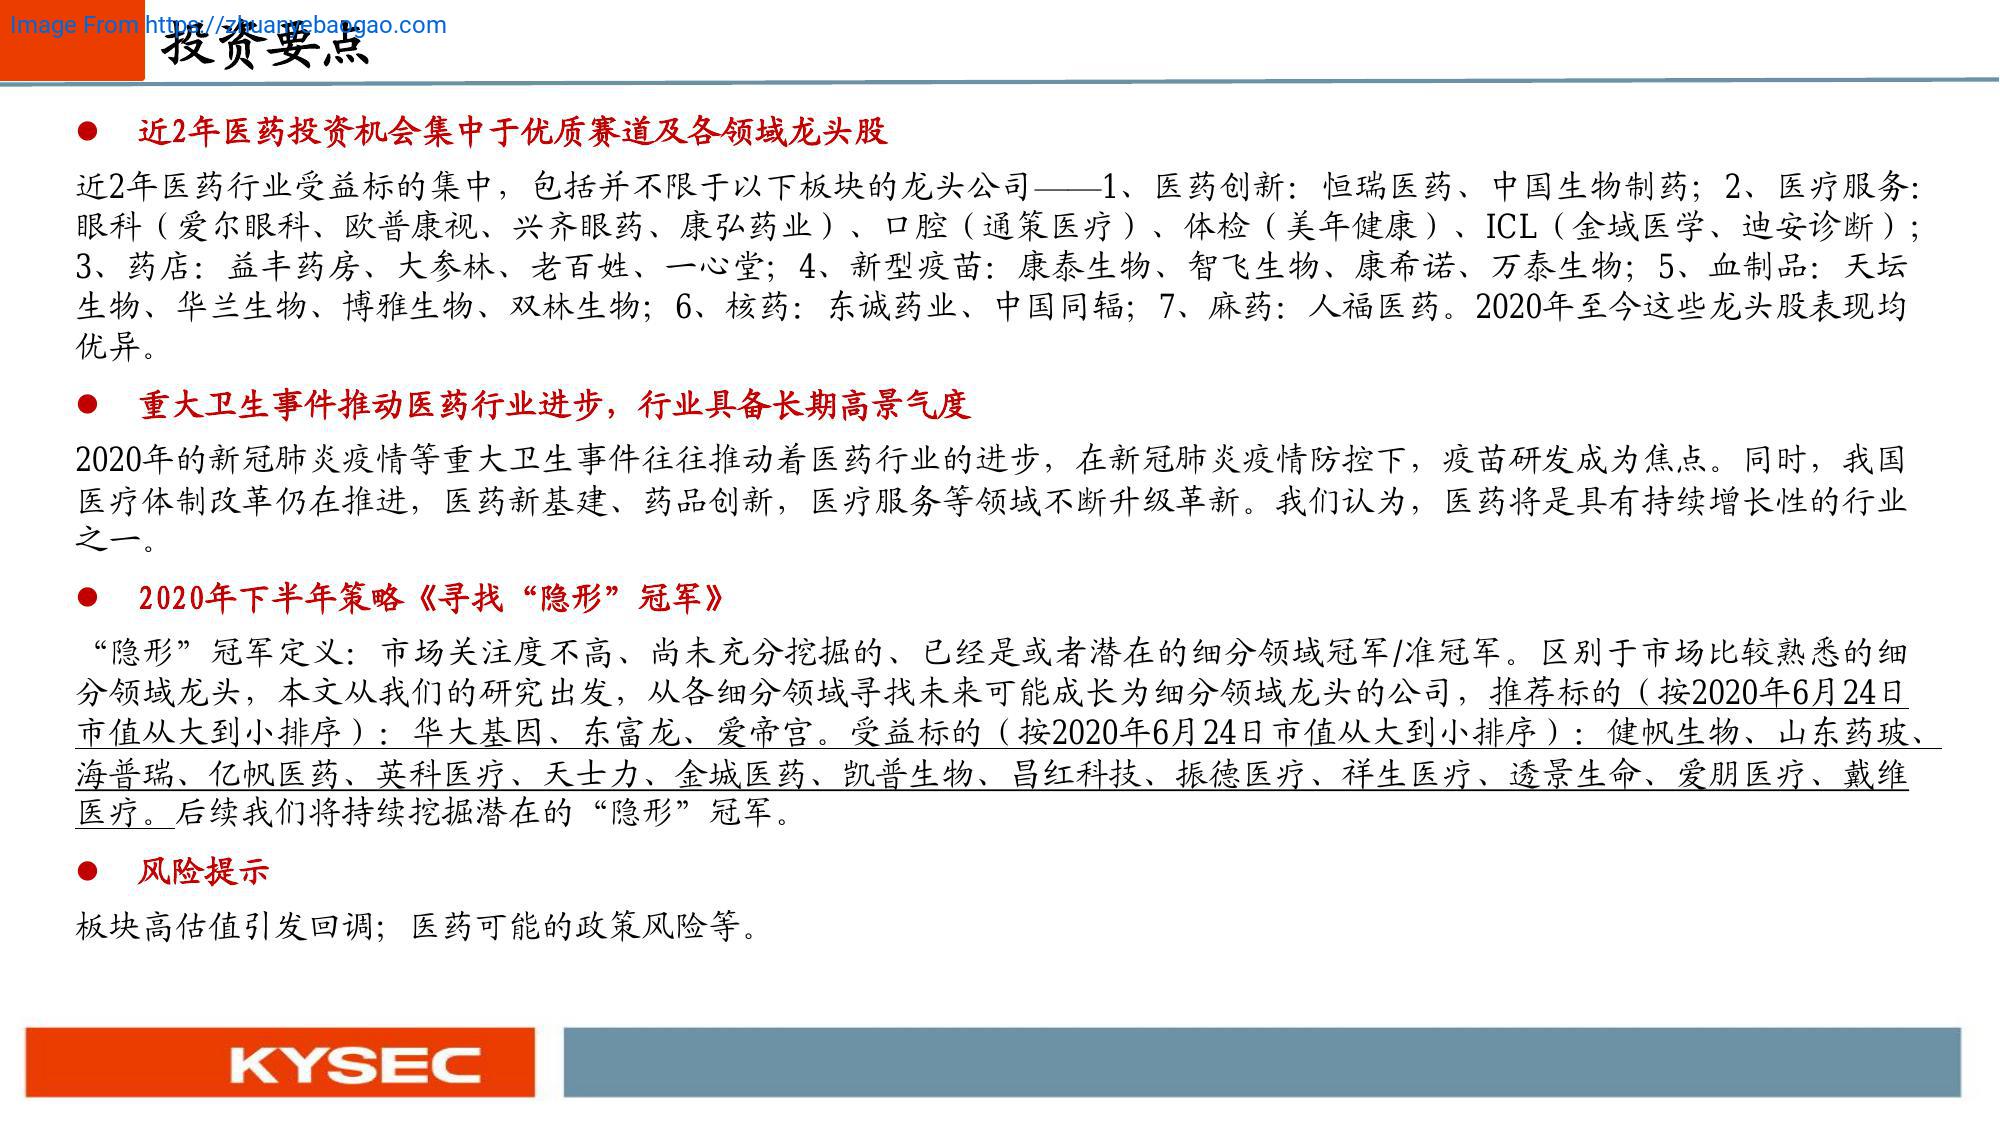 Image From https://zhuanyebaogao.com
投资要点
● 近2年医药投资机会集中于优质赛道及各领域龙头股
近2年医药行业受益标的集中，包括并不限于以下板块的龙头公司——1、医药创新：恒瑞医药、中国生物制药；2、医疗服务：
眼科（爱尔眼科、欧普康视、兴齐眼药、康弘药业）、口腔（通策医疗）、体检（美年健康）、ICL（金域医学、迪安诊断）；
3、药店：益丰药房、大参林、老百姓、一心堂；4、新型疫苗：康泰生物、智飞生物、康希诺、万泰生物；5、血制品：天坛
生物、华兰生物、博雅生物、双林生物；6、核药：东诚药业、中国同辐；7、麻药：人福医药。2020年至今这些龙头股表现均
优异。
● 重大卫生事件推动医药行业进步，行业具备长期高景气度
2020年的新冠肺炎疫情等重大卫生事件往往推动着医药行业的进步，在新冠肺炎疫情防控下，疫苗研发成为焦点。同时，我国
医疗体制改革仍在推进，医药新基建、药品创新，医疗服务等领域不断升级革新。我们认为，医药将是具有持续增长性的行业
之一。
● 2020年下半年策略《寻找“隐形”冠军》
“隐形”冠军定义：市场关注度不高、尚未充分挖掘的、已经是或者潜在的细分领域冠军/准冠军。区别于市场比较熟悉的细
分领域龙头，本文从我们的研究出发，从各细分领域寻找未来可能成长为细分领域龙头的公司，推荐标的（按2020年6月24日
市值从大到小排序）：华大基因、东富龙、爱帝宫。受益标的（按2020年6月24日市值从大到小排序）：健帆生物、山东药玻、
海普瑞、亿帆医药、英科医疗、天士力、金城医药、凯普生物、昌红科技、振德医疗、祥生医疗、透景生命、爱朋医疗、戴维
医疗。后续我们将持续挖掘潜在的“隐形”冠军。
● 风险提示
板块高估值引发回调；医药可能的政策风险等。
KYSEC